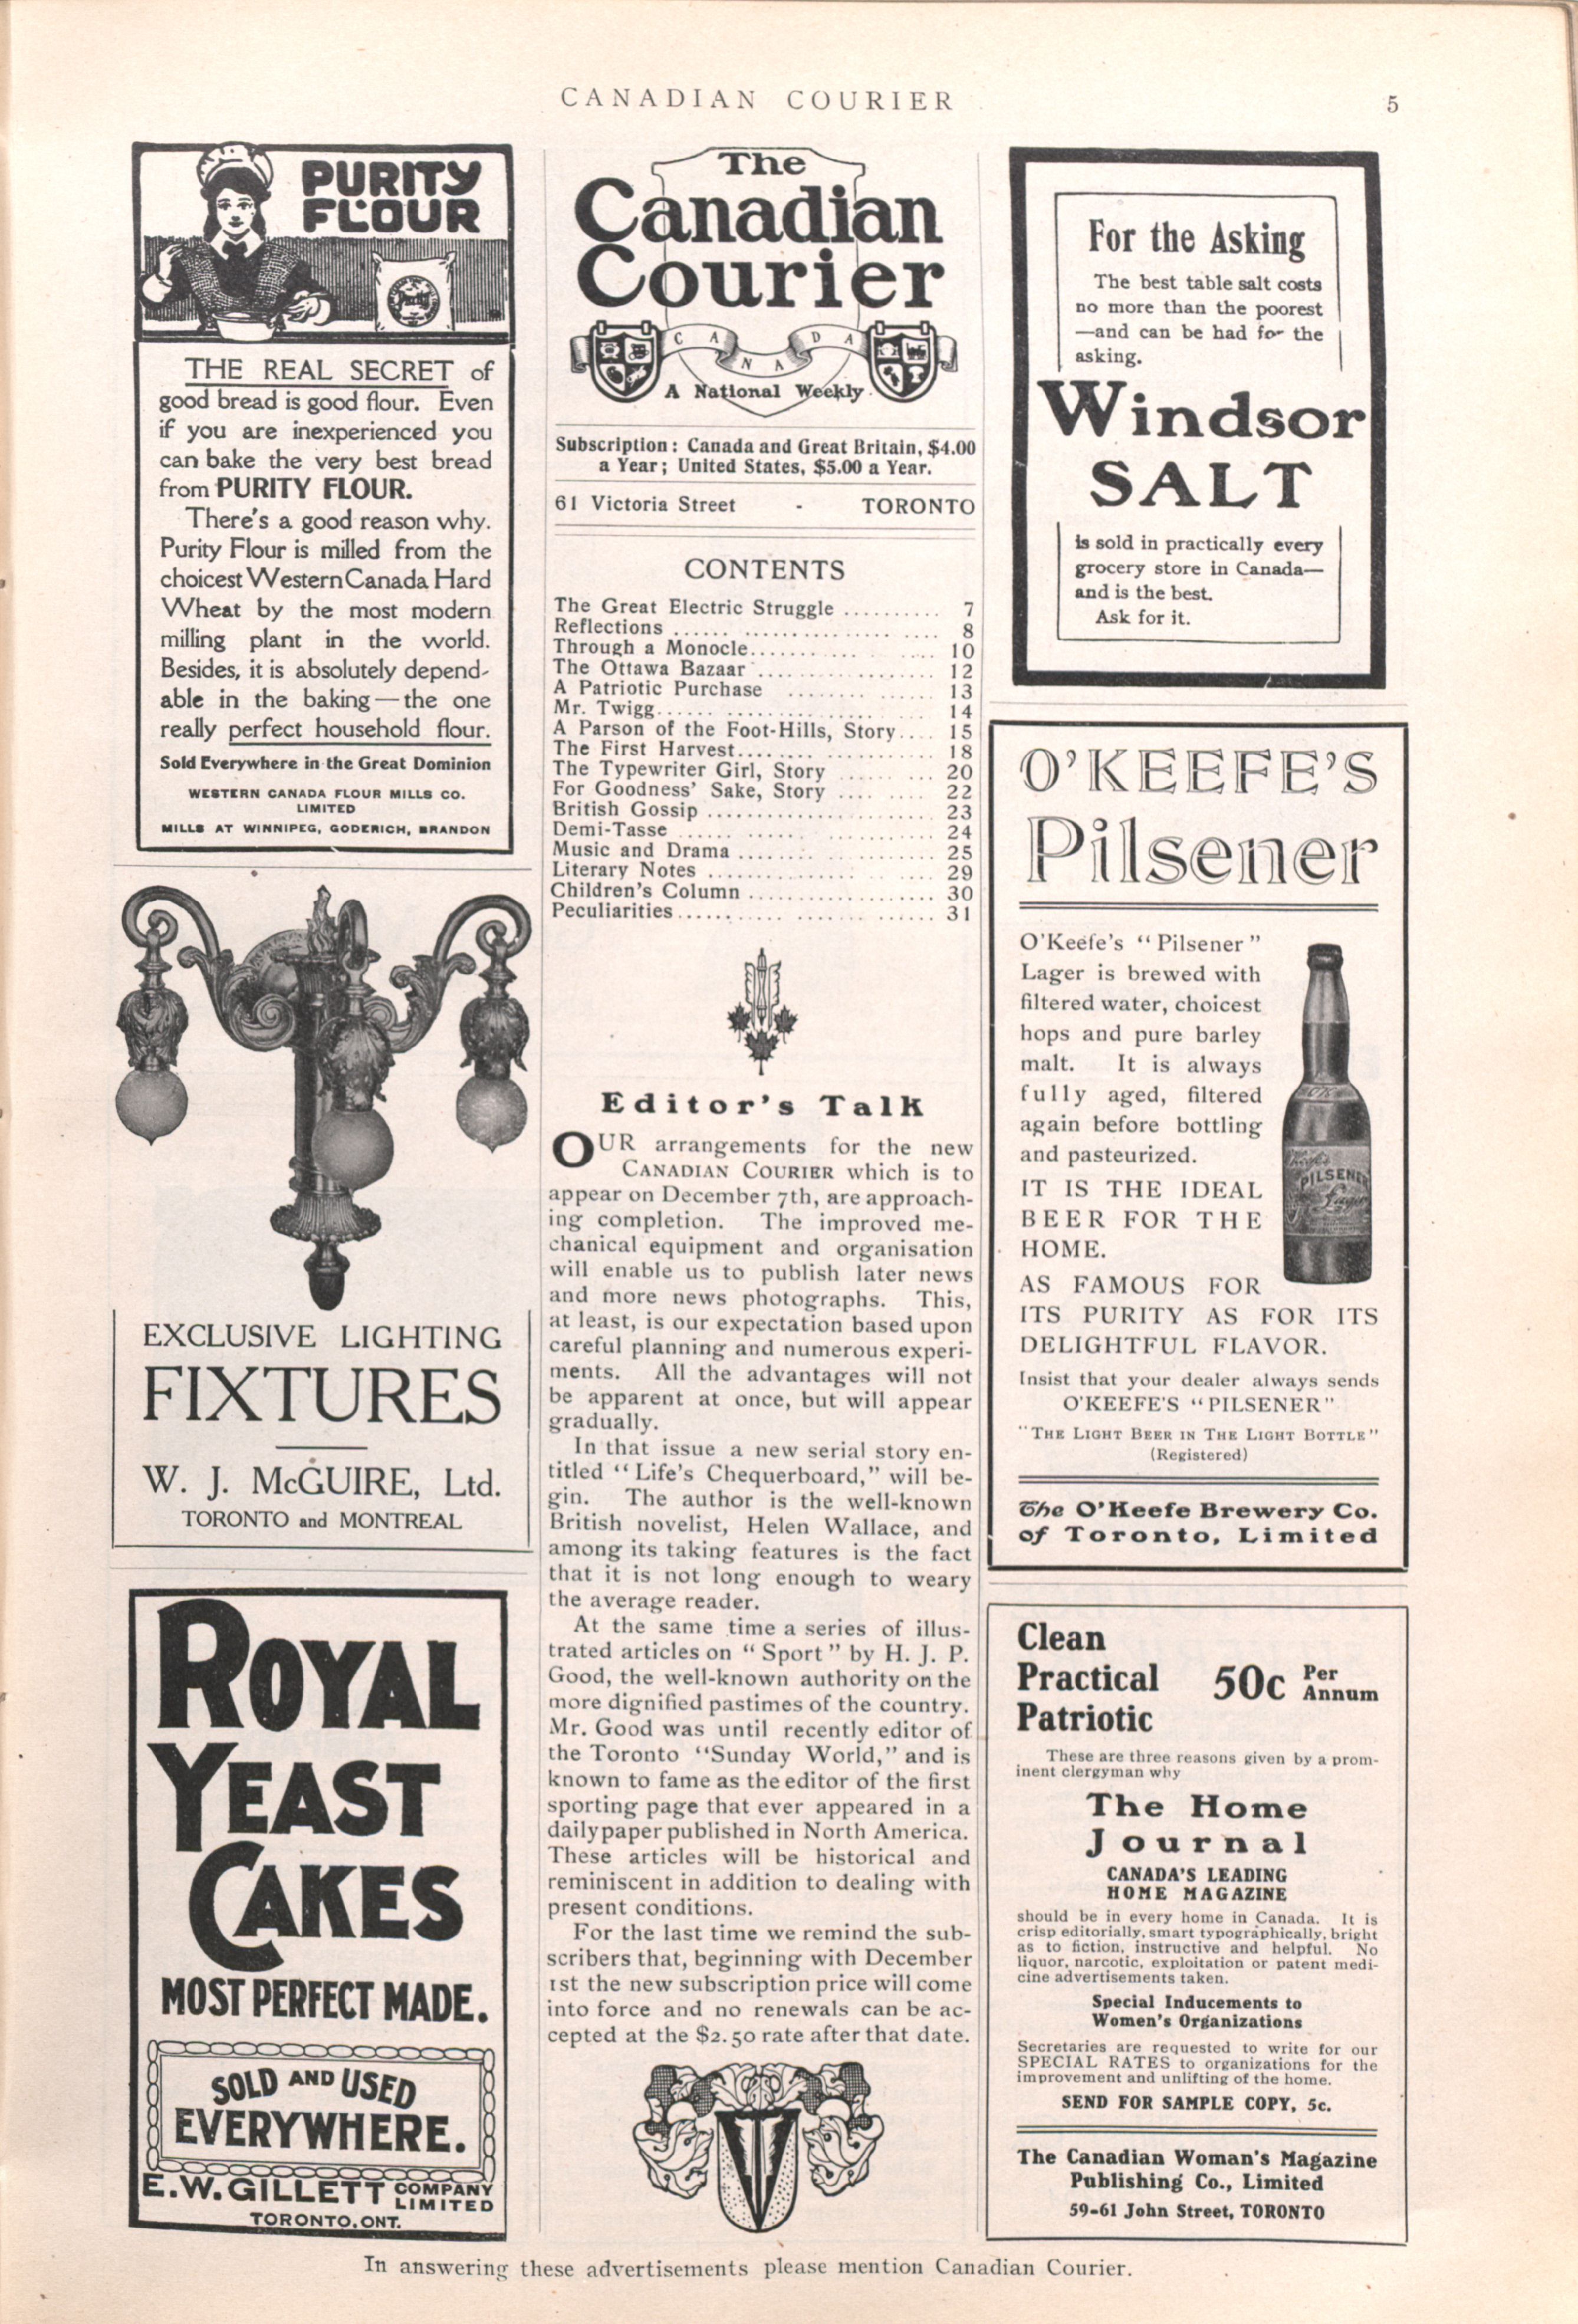 CANADIAN COURIER
5
PURITY
FLOUR
Purity
THE REAL SECRET of
good bread is good flour. Even
if you are inexperienced you
can bake the very best bread
from PURITY FLOUR.
There's a good reason why.
Purity Flour is milled from the
choicest Western Canada Hard
Wheat by the most modern
milling plant in the world.
Besides, it is absolutely depend-
able in the baking—the one
really perfect household flour.
Sold Everywhere in the Great Dominion
WESTERN CANADA FLOUR MILLS CO.
LIMITED
MILLS AT WINNIPEG, GODERICH, BRANDON
EXCLUSIVE LIGHTING
FIXTURES
W. J. McGUIRE, Ltd.
TORONTO and MONTREAL
ROYAL
YEAST
CAKES
MOST PERFECT MADE.
SOLD AND USED
EVERYWHERE.
E.W.GILLETT COMPANY
LIMITED
TORONTO, ONT.
The
Canadian
Courier
CANADA
A National Weekly
Subscription: Canada and Great Britain, $4.00
a Year; United States, $5.00 a Year.
61 Victoria Street - TORONTO
CONTENTS
The Great Electric Struggle .......... 7
Reflections ...... .................... 8
Through a Monocle.......... ... .... 10
The Ottawa Bazaar .................. 12
A Patriotic Purchase ......... ...... 13
Mr. Twigg...... ............... ... 14
A Parson of the Foot-Hills, Story.... 15
The First Harvest........ ........... 18
The Typewriter Girl, Story ...... ... 20
For Goodness' Sake, Story .... .... 22
British Gossip ....................... 23
Demi-Tasse ...... ...... ............ 24
Music and Drama .................... 25
Literary Notes ............... .. .... 29
Children's Column ................... 30
Peculiarities...... ..... .............. 31
Editor's Talk
OUR arrangements for the new
CANADIAN COURIER which is to
appear on December 7th, are approach-
ing completion. The improved me-
chanical equipment and organisation
will enable us to publish later news
and more news photographs. This,
at least, is our expectation based upon
careful planning and numerous experi-
ments. All the advantages will not
be apparent at once, but will appear
gradually.
In that issue a new serial story en-
titled "Life's Chequerboard," will be-
gin. The author is the well-known
British novelist, Helen Wallace, and
among its taking features is the fact
that it is not long enough to weary
the average reader.
At the same time a series of illus-
trated articles on "Sport" by H. J. P.
Good, the well-known authority on the
more dignified pastimes of the country.
Mr. Good was until recently editor of
the Toronto "Sunday World," and is
known to fame as the editor of the first
sporting page that ever appeared in a
daily paper published in North America.
These articles will be historical and
reminiscent in addition to dealing with
present conditions.
For the last time we remind the sub-
scribers that, beginning with December
1st the new subscription price will come
into force and no renewals can be ac-
cepted at the $2.50 rate after that date.
For the Asking
The best table salt costs
no more than the poorest
—and can be had for the
asking.
Windsor
SALT
is sold in practically every
grocery store in Canada—
and is the best.
Ask for it.
O'KEEFE'S
Pilsener
O'Keefe's "Pilsener"
Lager is brewed with
filtered water, choicest
hops and pure barley
malt. It is always
fully aged, filtered
again before bottling
and pasteurized.
IT IS THE IDEAL
BEER FOR THE
HOME.
AS FAMOUS FOR
ITS PURITY AS FOR ITS
DELIGHTFUL FLAVOR.
O'Keefe's
PILSENER
Lager
Insist that your dealer always sends
O'KEEFE'S "PILSENER"
"THE LIGHT BEER IN THE LIGHT BOTTLE"
(Registered)
The O'Keefe Brewery Co.
of Toronto, Limited
Clean
Practical
Patriotic
50c Per
Annum
These are three reasons given by a prom-
inent clergyman why
The Home
Journal
CANADA'S LEADING
HOME MAGAZINE
should be in every home in Canada. It is
crisp editorially, smart typographically, bright
as to fiction, instructive and helpful. No
liquor, narcotic, exploitation or patent medi-
cine advertisements taken.
Special Inducements to
Women's Organizations
Secretaries are requested to write for our
SPECIAL RATES to organizations for the
improvement and unlifting of the home.
SEND FOR SAMPLE COPY, 5c.
The Canadian Woman's Magazine
Publishing Co., Limited
59-61 John Street, TORONTO
In answering these advertisements please mention Canadian Courier.